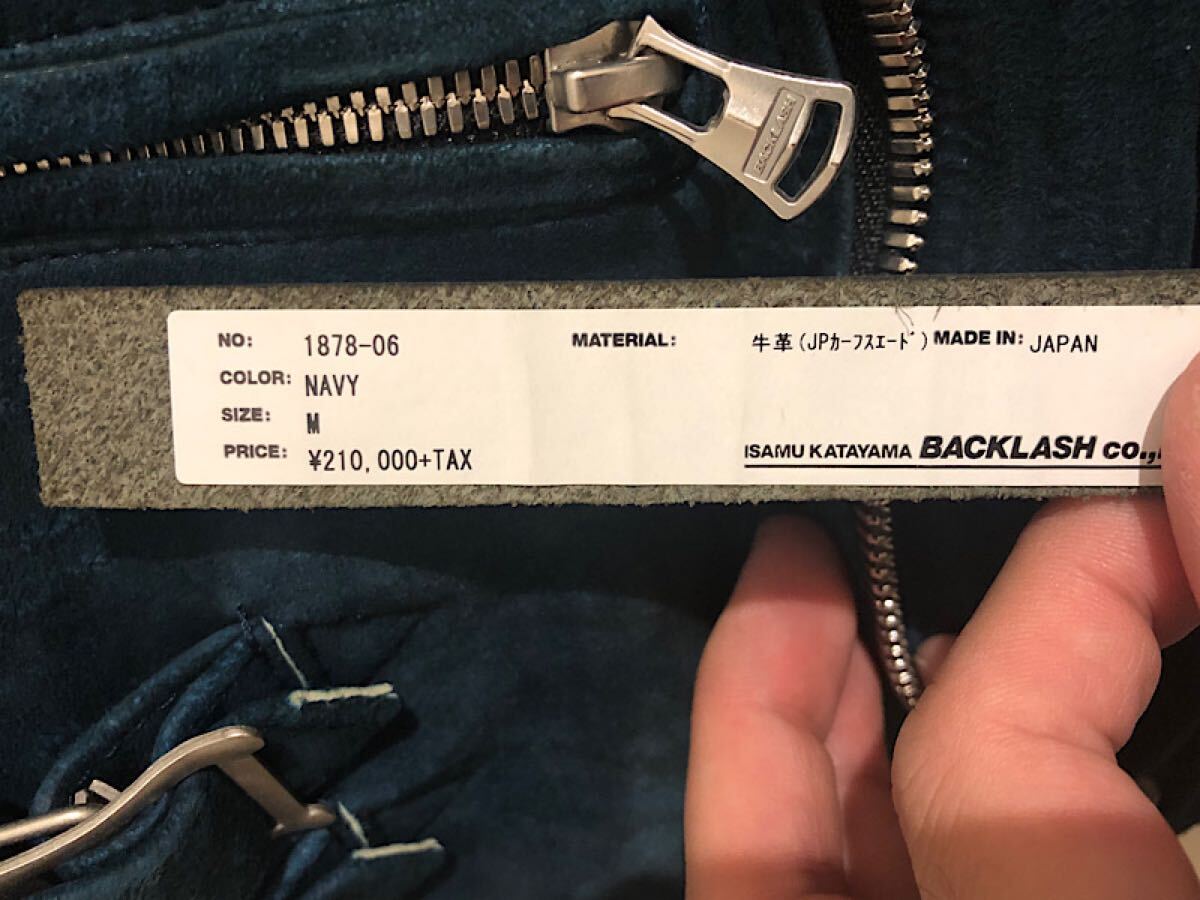 BACKLASH
NO: 1878-06 MATERIAL: 牛革(JPカーフスエード) MADE IN: JAPAN
COLOR: NAVY
SIZE: M
PRICE: ¥210,000+TAX
ISAMU KATAYAMA BACKLASH co.,